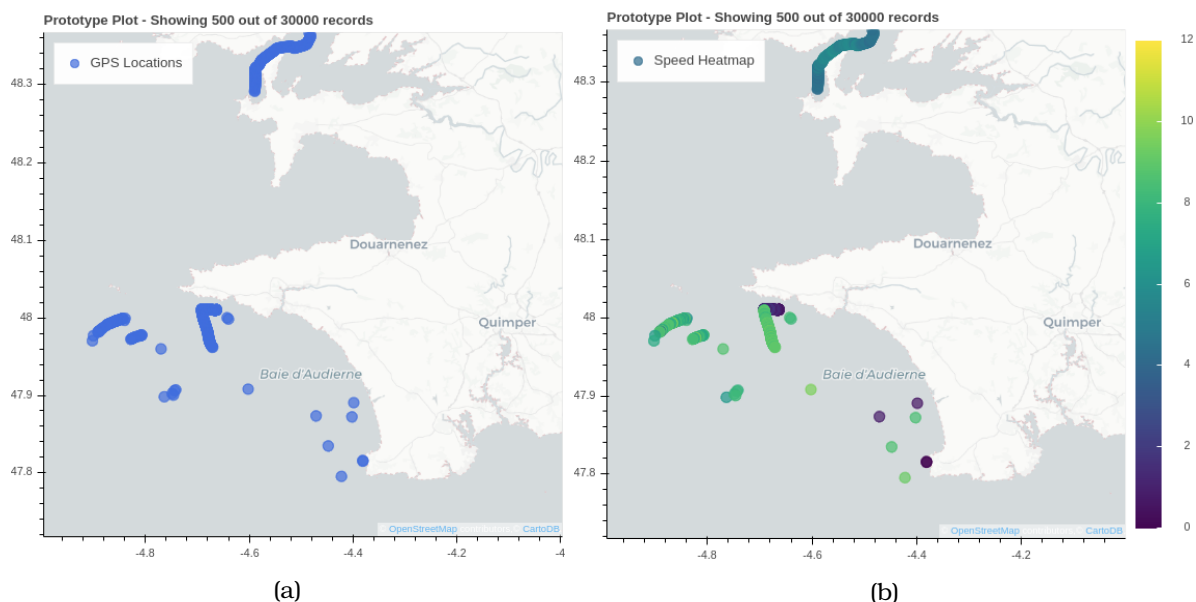 Prototype Plot - Showing 500 out of 30000 records
GPS Locations
48.3
48.2
48.1
48
47.9
47.8
-4.8
-4.6
-4.4
-4.2
-4
Douarnenez
Quimper
Baie d'Audierne
© OpenStreetMap contributors, © CartoDB
(a)
Prototype Plot - Showing 500 out of 30000 records
Speed Heatmap
48.3
48.2
48.1
48
47.9
47.8
-4.8
-4.6
-4.4
-4.2
Douarnenez
Quimper
Baie d'Audierne
© OpenStreetMap contributors, © CartoDB
12
10
8
6
4
2
0
(b)